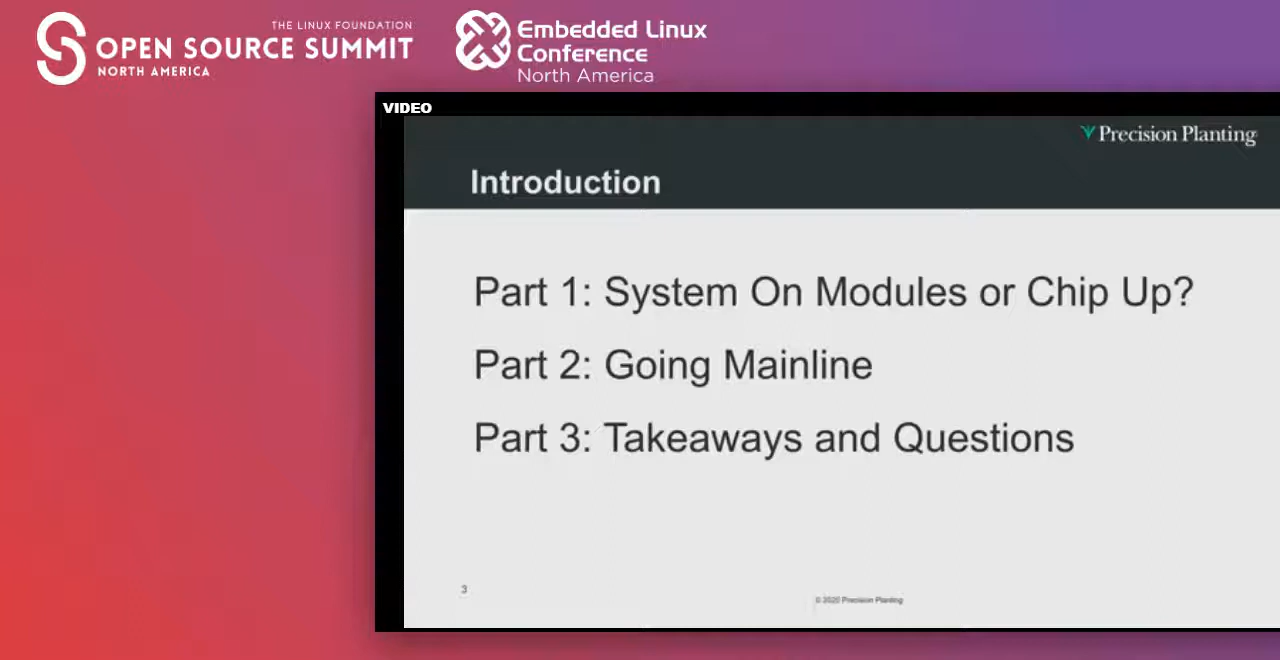 THE LINUX FOUNDATION
OPEN SOURCE SUMMIT
NORTH AMERICA
Embedded Linux
Conference
North America
VIDEO
Precision Planting
Introduction
Part 1: System On Modules or Chip Up?
Part 2: Going Mainline
Part 3: Takeaways and Questions
3
© 2020 Precision Planting